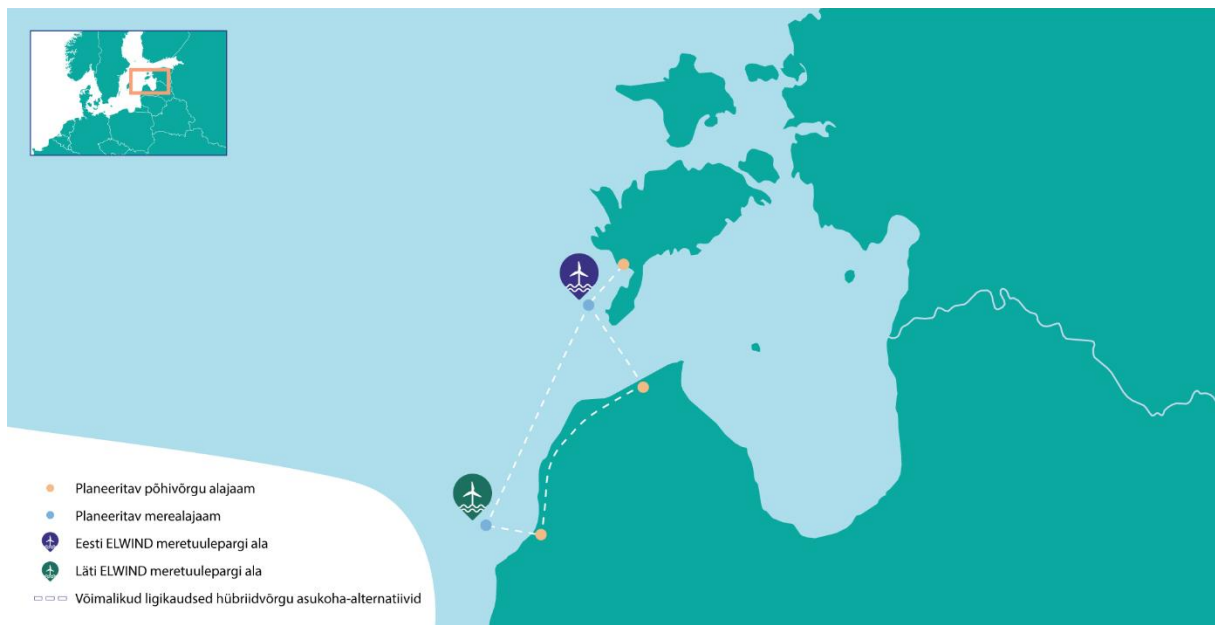 Planeeritav põhivõrgu alajaam
Planeeritav merealajaam
Eesti ELWIND meretuulepargi ala
Läti ELWIND meretuulepargi ala
Võimalikud ligikaudsed hübriidvõrgu asukoha-alternatiivid